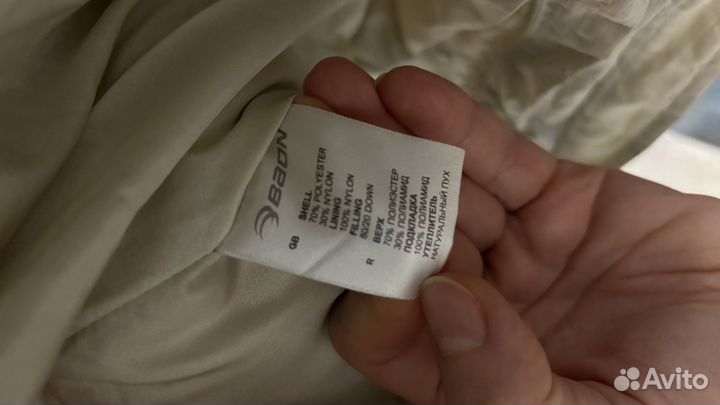 BAON
GB
SHELL
70% POLYESTER
30% NYLON
LINING
100% NYLON
FILLING
80/20 DOWN
R
ВЕРХ
70% ПОЛИЭСТЕР
30% ПОЛИАМИД
ПОДКЛАДКА
100% ПОЛИАМИД
УТЕПЛИТЕЛЬ
НАТУРАЛЬНЫЙ ПУХ
Avito